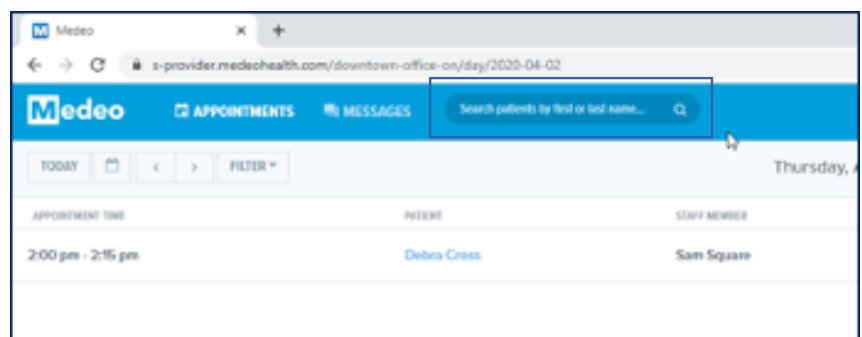 Medeo
s-provider.medeohealth.com/downtown-office-on/day/2020-04-02
Medeo APPOINTMENTS MESSAGES Search patients by first or last name...
TODAY < > FILTER Thursday, A
APPOINTMENT TIME PATIENT STAFF MEMBER
2:00 pm - 2:15 pm Debra Cross Sam Square